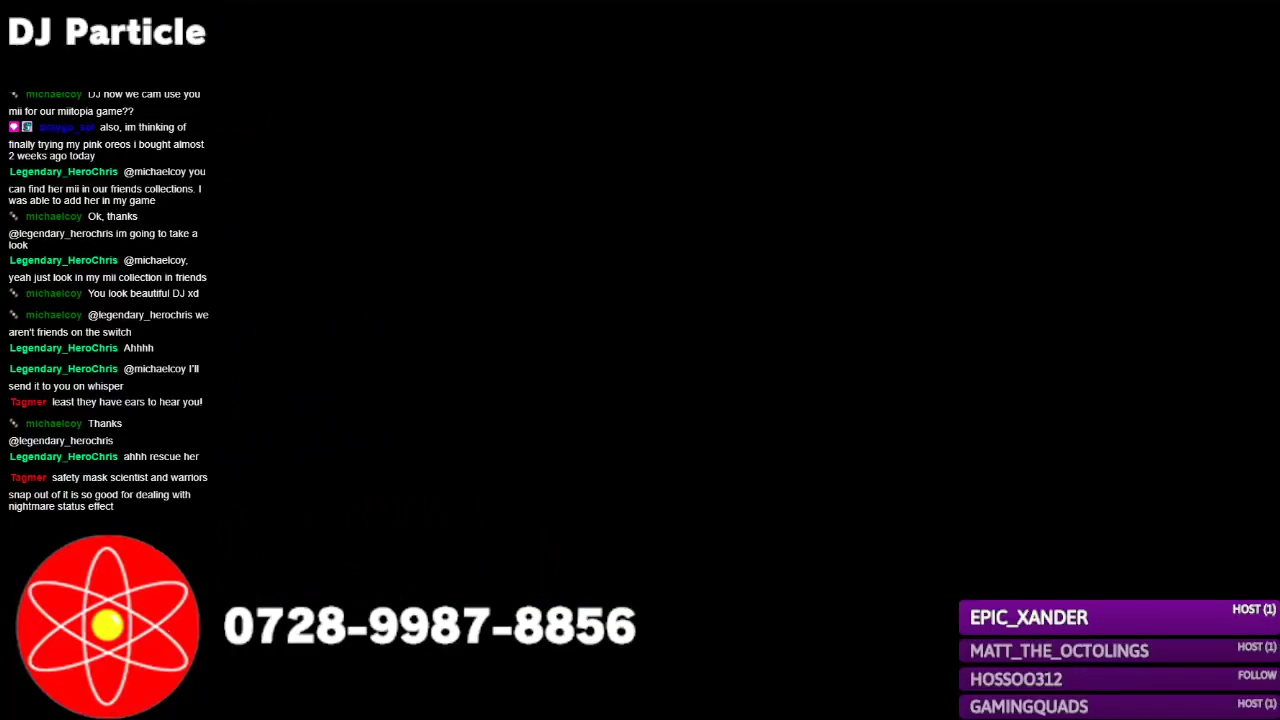 DJ Particle
michaelcoy DJ now we cam use you
mii for our miitopia game??
also, im thinking of
finally trying my pink oreos i bought almost
2 weeks ago today
Legendary_HeroChris @michaelcoy you
can find her mii in our friends collections. I
was able to add her in my game
michaelcoy Ok, thanks
@legendary_herochris im going to take a
look
Legendary_HeroChris @michaelcoy,
yeah just look in my mii collection in friends
michaelcoy You look beautiful DJ xd
michaelcoy @legendary_herochris we
aren't friends on the switch
Legendary_HeroChris Ahhhh
Legendary_HeroChris @michaelcoy I'll
send it to you on whisper
Tagmer least they have ears to hear you!
michaelcoy Thanks
@legendary_herochris
Legendary_HeroChris ahhh rescue her
Tagmer safety mask scientist and warriors
snap out of it is so good for dealing with
nightmare status effect
0728-9987-8856
EPIC_XANDER HOST (1)
MATT_THE_OCTOLINGS HOST (1)
HOSSOO312 FOLLOW
GAMINGQUADS HOST (1)